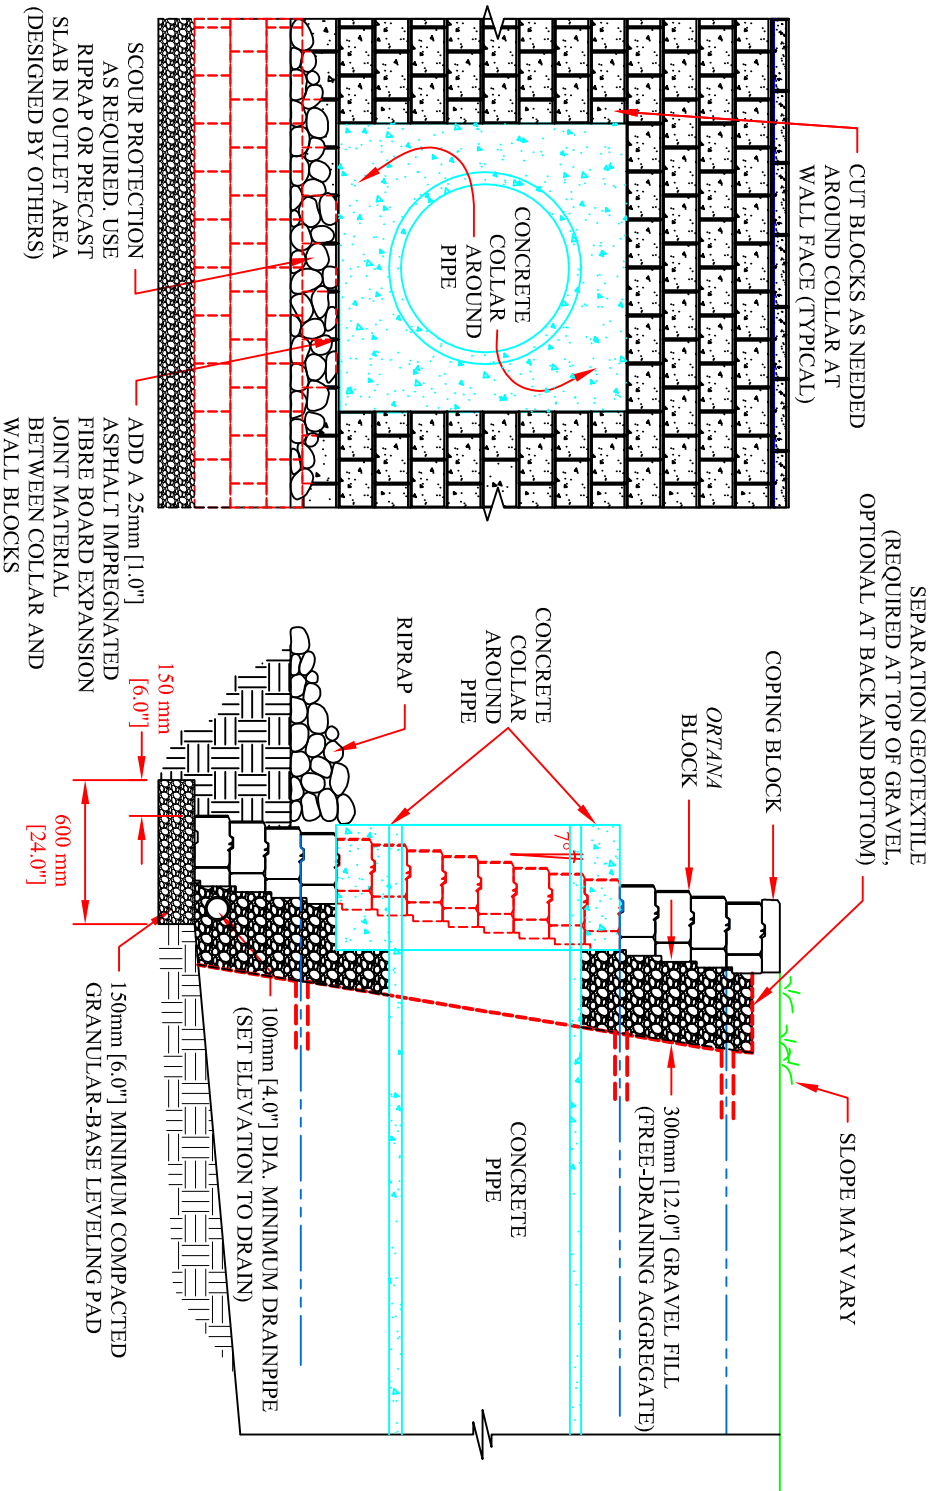 CUT BLOCKS AS NEEDED
AROUND COLLAR AT
WALL FACE (TYPICAL)
CONCRETE
COLLAR
AROUND
PIPE
SCOUR PROTECTION
AS REQUIRED. USE
RIPRAP OR PRECAST
SLAB IN OUTLET AREA
(DESIGNED BY OTHERS)
ADD A 25mm [1.0"]
ASPHALT IMPREGNATED
FIBRE BOARD EXPANSION
JOINT MATERIAL
BETWEEN COLLAR AND
WALL BLOCKS
SEPARATION GEOTEXTILE
(REQUIRED AT TOP OF GRAVEL,
OPTIONAL AT BACK AND BOTTOM)
COPING BLOCK
ORTANA
BLOCK
CONCRETE
COLLAR
AROUND
PIPE
RIPRAP
7°
150 mm
[6.0"]
600 mm
[24.0"]
SLOPE MAY VARY
300mm [12.0"] GRAVEL FILL
(FREE-DRAINING AGGREGATE)
CONCRETE
PIPE
100mm [4.0"] DIA. MINIMUM DRAINPIPE
(SET ELEVATION TO DRAIN)
150mm [6.0"] MINIMUM COMPACTED
GRANULAR-BASE LEVELING PAD